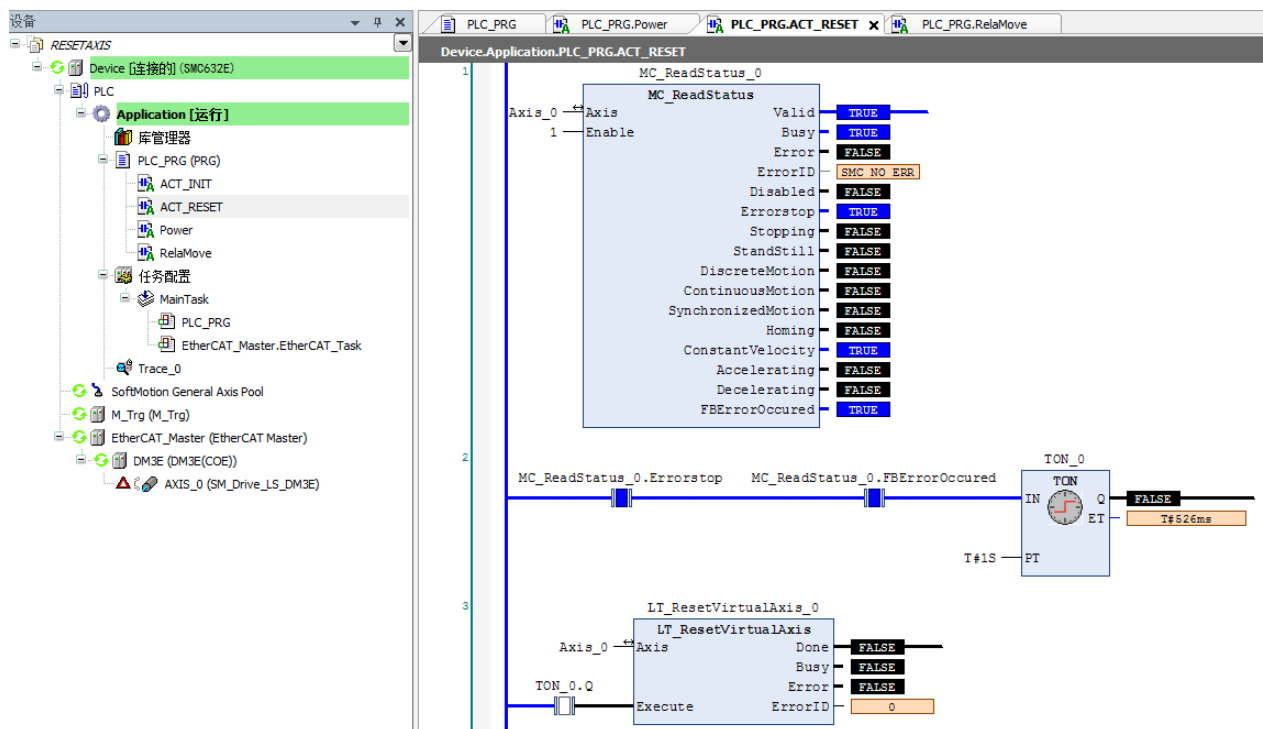 设备
RESETAXIS
Device [连接的] (SMC632E)
PLC
Application [运行]
库管理器
PLC_PRG (PRG)
ACT_INIT
ACT_RESET
Power
RelaMove
任务配置
MainTask
PLC_PRG
EtherCAT_Master.EtherCAT_Task
Trace_0
SoftMotion General Axis Pool
M_Trg (M_Trg)
EtherCAT_Master (EtherCAT Master)
DM3E (DM3E(COE))
AXIS_0 (SM_Drive_LS_DM3E)
PLC_PRG PLC_PRG.Power PLC_PRG.ACT_RESET PLC_PRG.RelaMove
Device.Application.PLC_PRG.ACT_RESET
1
MC_ReadStatus_0
MC_ReadStatus
Axis_0 Axis Valid TRUE
1 Enable Busy TRUE
Error FALSE
ErrorID SMC NO ERR
Disabled FALSE
Errorstop TRUE
Stopping FALSE
StandStill FALSE
DiscreteMotion FALSE
ContinuousMotion FALSE
SynchronizedMotion FALSE
Homing FALSE
ConstantVelocity TRUE
Accelerating FALSE
Decelerating FALSE
FBErrorOccured TRUE
2
TON_0
MC_ReadStatus_0.Errorstop MC_ReadStatus_0.FBErrorOccured TON
IN Q FALSE
ET T#526ms
T#1S PT
3
LT_ResetVirtualAxis_0
LT_ResetVirtualAxis
Axis_0 Axis Done FALSE
Busy FALSE
TON_0.Q Error FALSE
Execute ErrorID 0